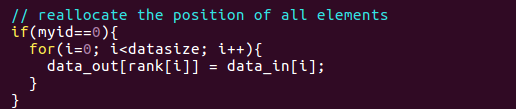 // reallocate the position of all elements
if(myid==0){
  for(i=0; i<datasize; i++){
    data_out[rank[i]] = data_in[i];
  }
}